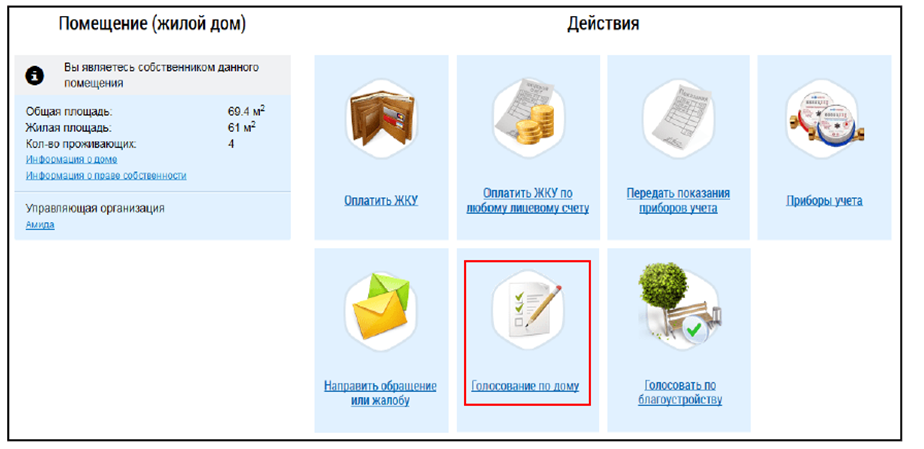 Помещение (жилой дом)
Действия
Вы являетесь собственником данного
помещения
Общая площадь: 69.4 м²
Жилая площадь: 61 м²
Кол-во проживающих: 4
Информация о доме
Информация о праве собственности
Управляющая организация
Амида
Оплатить ЖКУ
Оплатить ЖКУ по
любому лицевому счету
Передать показания
приборов учета
Приборы учета
Направить обращение
или жалобу
Голосование по дому
Голосовать по
благоустройству